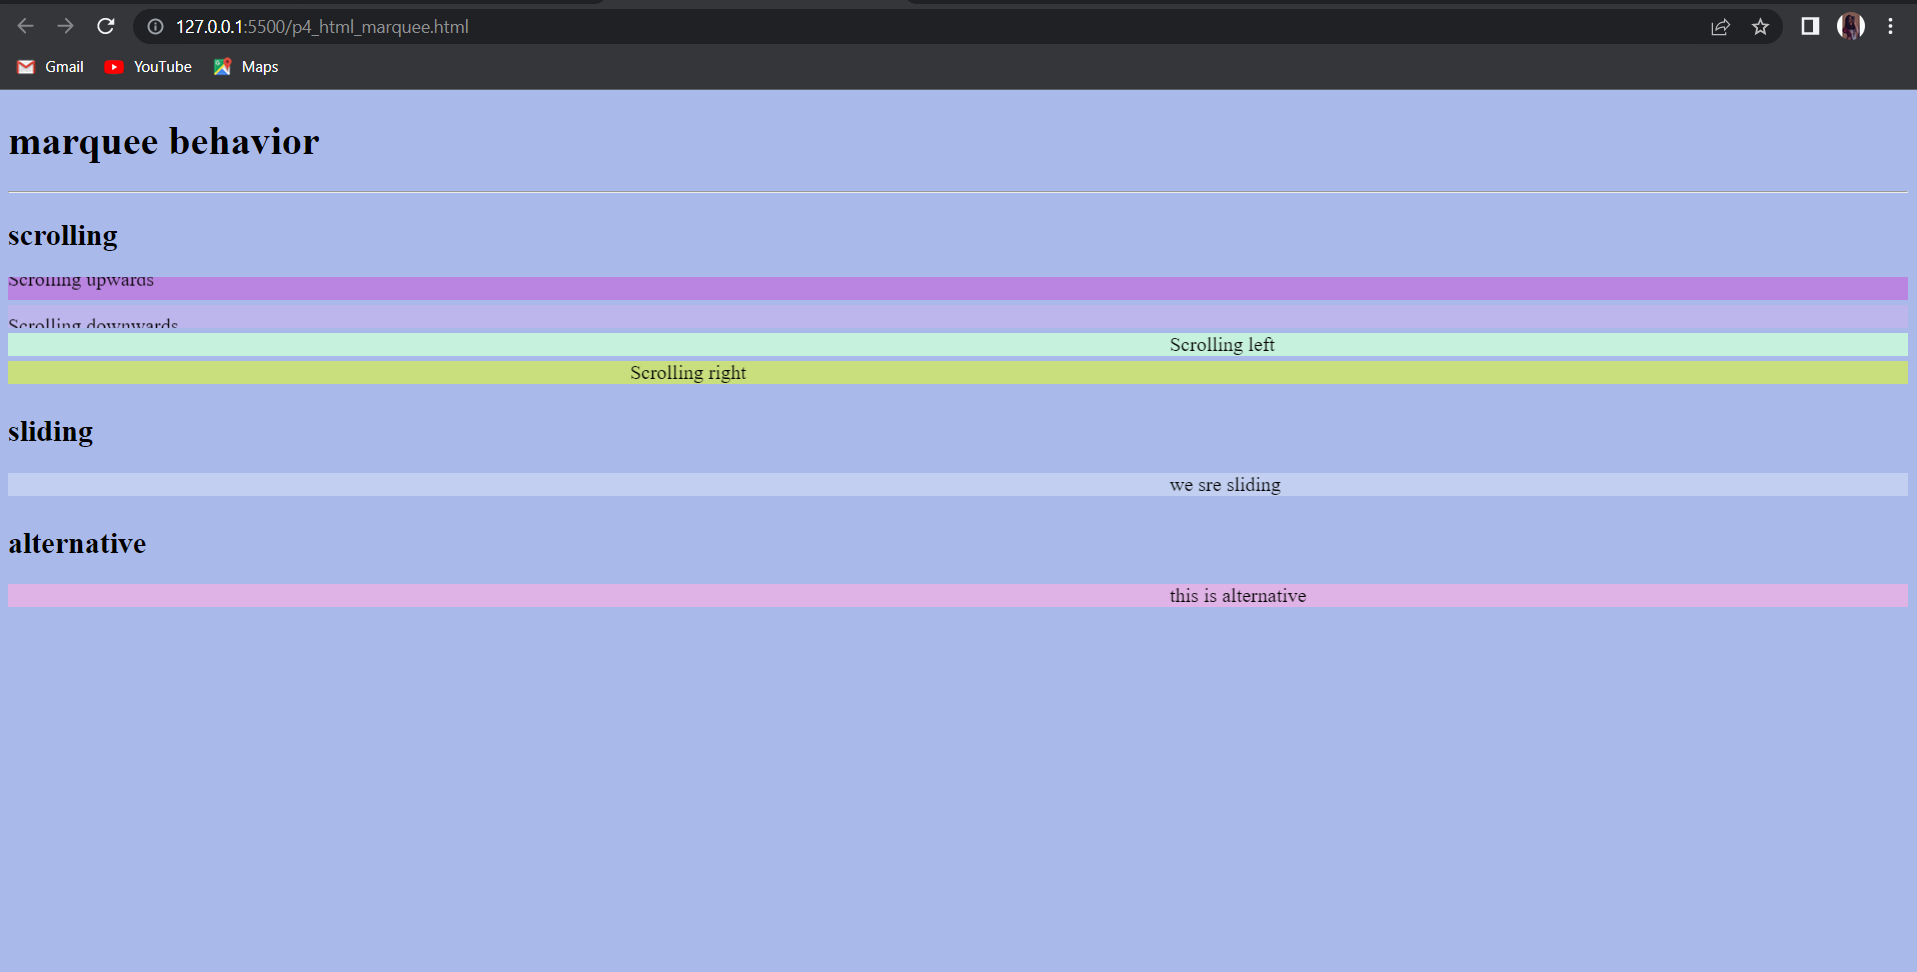 127.0.0.1:5500/p4_html_marquee.html
Gmail YouTube Maps
marquee behavior
scrolling
Scrolling upwards
Scrolling downwards
Scrolling left
Scrolling right
sliding
we sre sliding
alternative
this is alternative